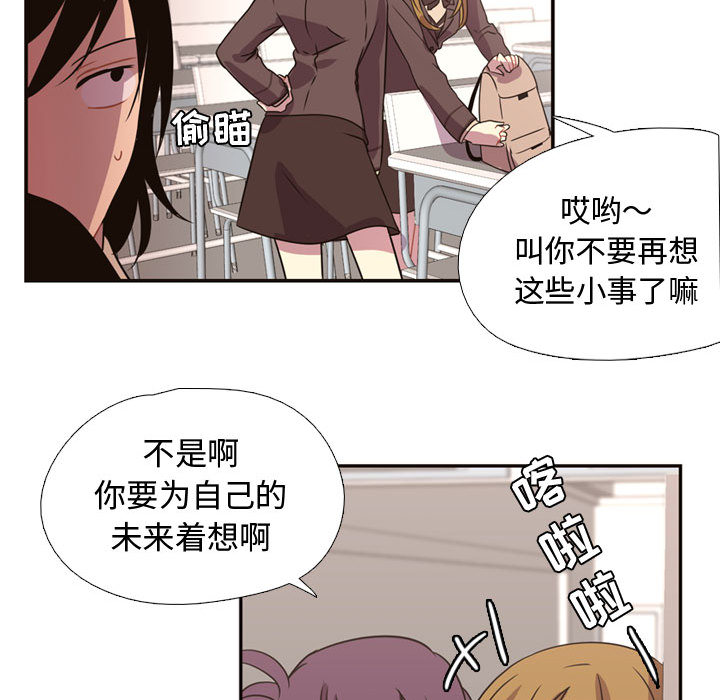 偷瞄
哎哟～
叫你不要再想
这些小事了嘛
不是啊
你要为自己的
未来着想啊
喀啦啦